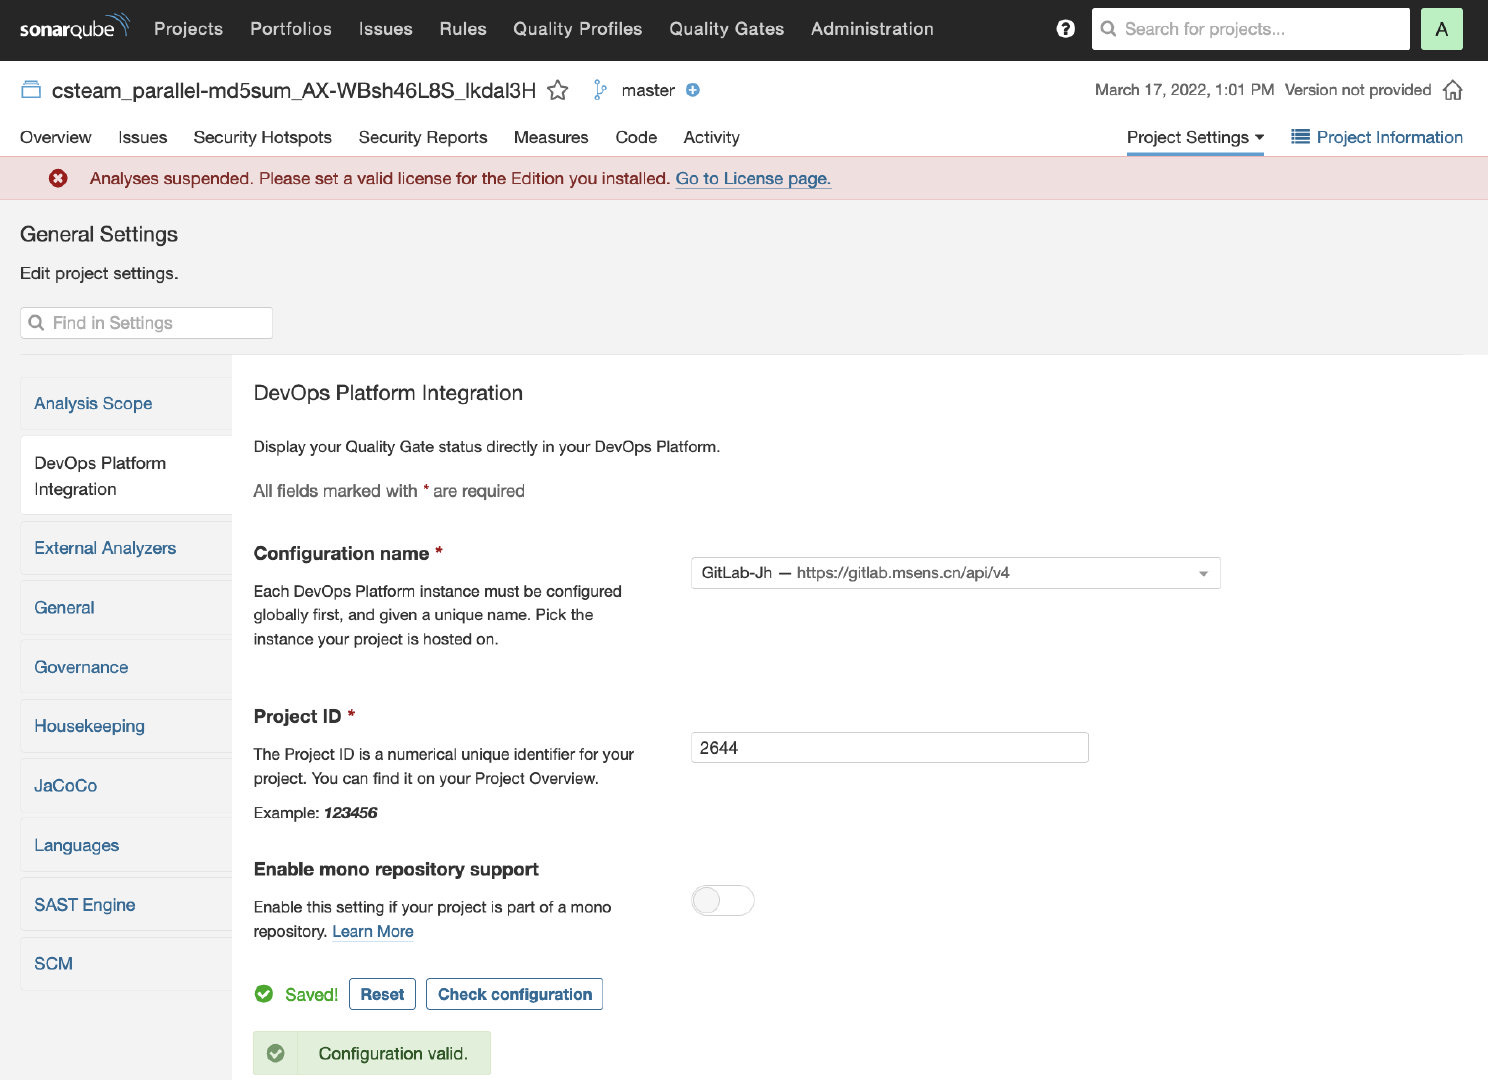 sonarqube Projects Portfolios Issues Rules Quality Profiles Quality Gates Administration ? Search for projects... A
csteam_parallel-md5sum_AX-WBsh46L8S_lkdal3H master March 17, 2022, 1:01 PM Version not provided
Overview Issues Security Hotspots Security Reports Measures Code Activity Project Settings Project Information
Analyses suspended. Please set a valid license for the Edition you installed. Go to License page.
General Settings
Edit project settings.
Find in Settings
Analysis Scope
DevOps Platform
Integration
External Analyzers
General
Governance
Housekeeping
JaCoCo
Languages
SAST Engine
SCM
DevOps Platform Integration
Display your Quality Gate status directly in your DevOps Platform.
All fields marked with * are required
Configuration name *
Each DevOps Platform instance must be configured
globally first, and given a unique name. Pick the
instance your project is hosted on.
GitLab-Jh — https://gitlab.msens.cn/api/v4
Project ID *
The Project ID is a numerical unique identifier for your
project. You can find it on your Project Overview.
Example: 123456
2644
Enable mono repository support
Enable this setting if your project is part of a mono
repository. Learn More
Saved! Reset Check configuration
Configuration valid.